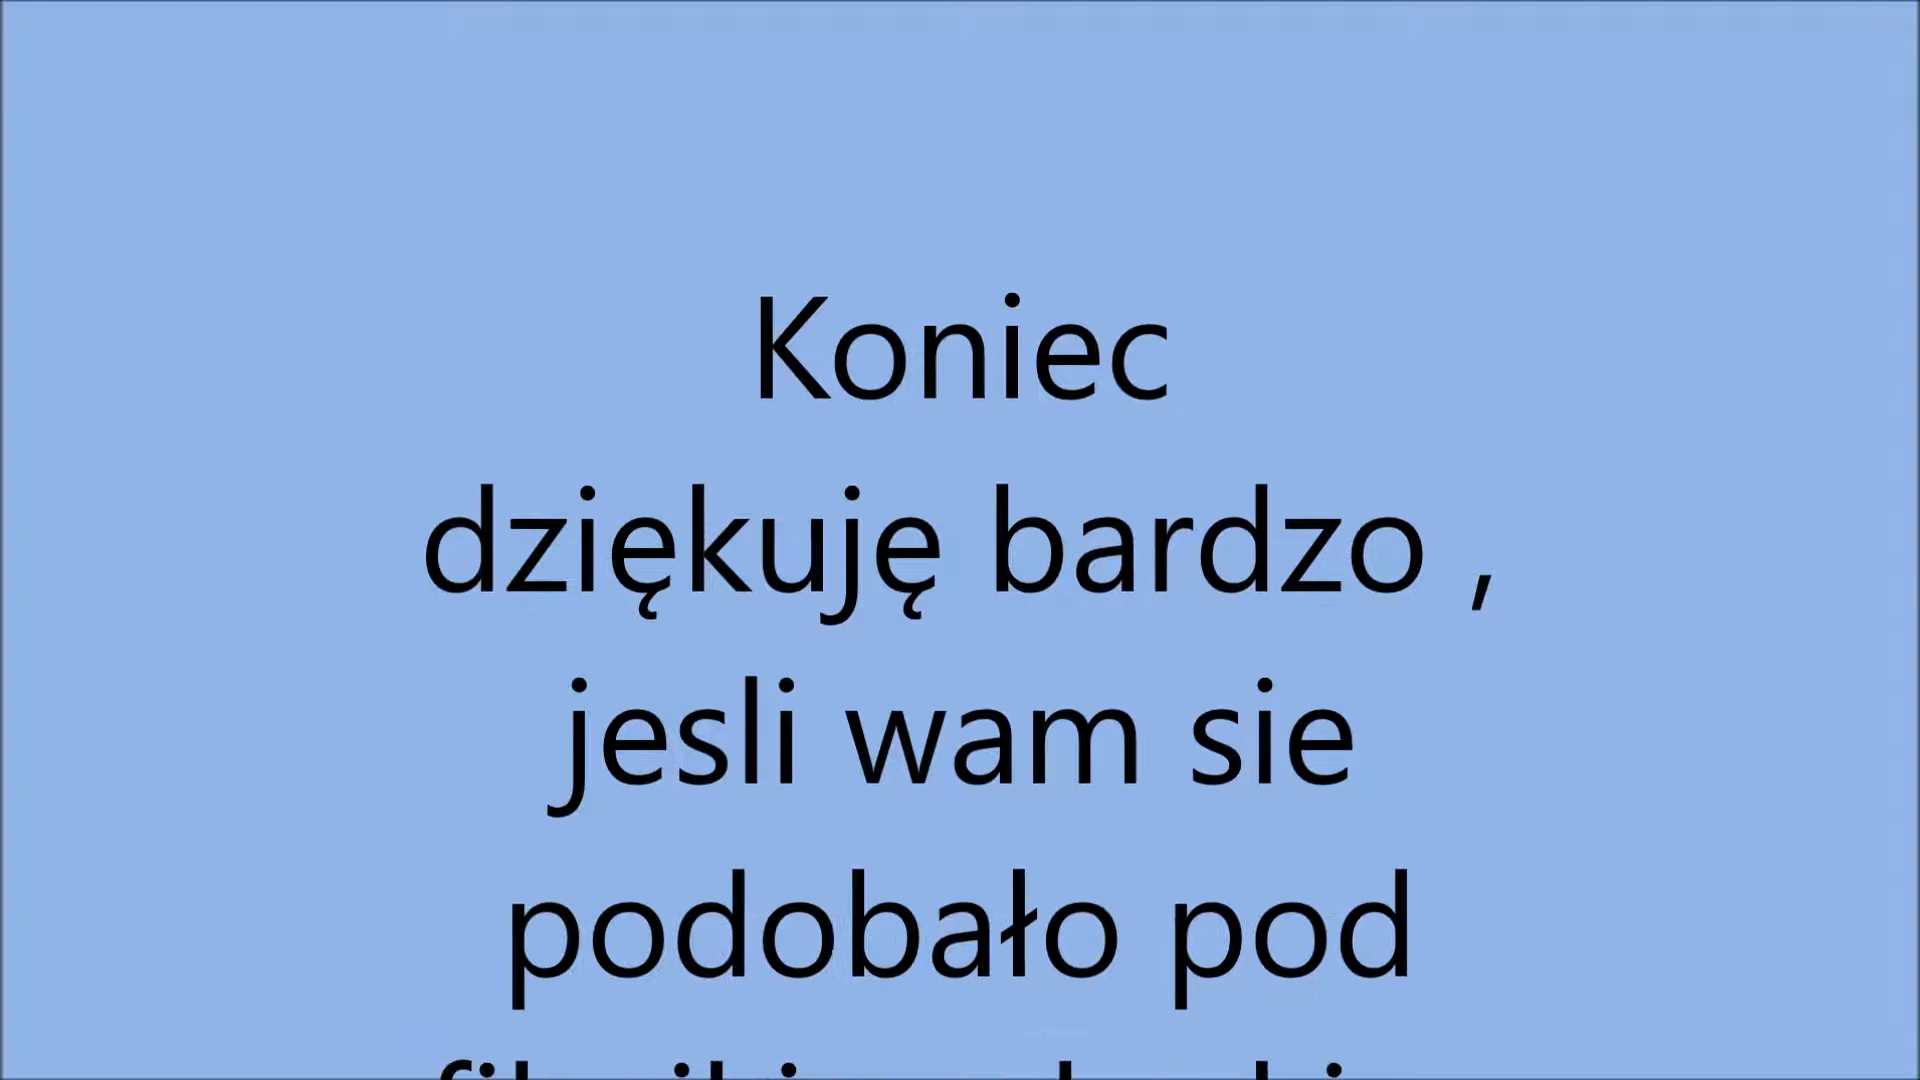 Koniec
dziękuję bardzo ,
jesli wam sie
podobało pod